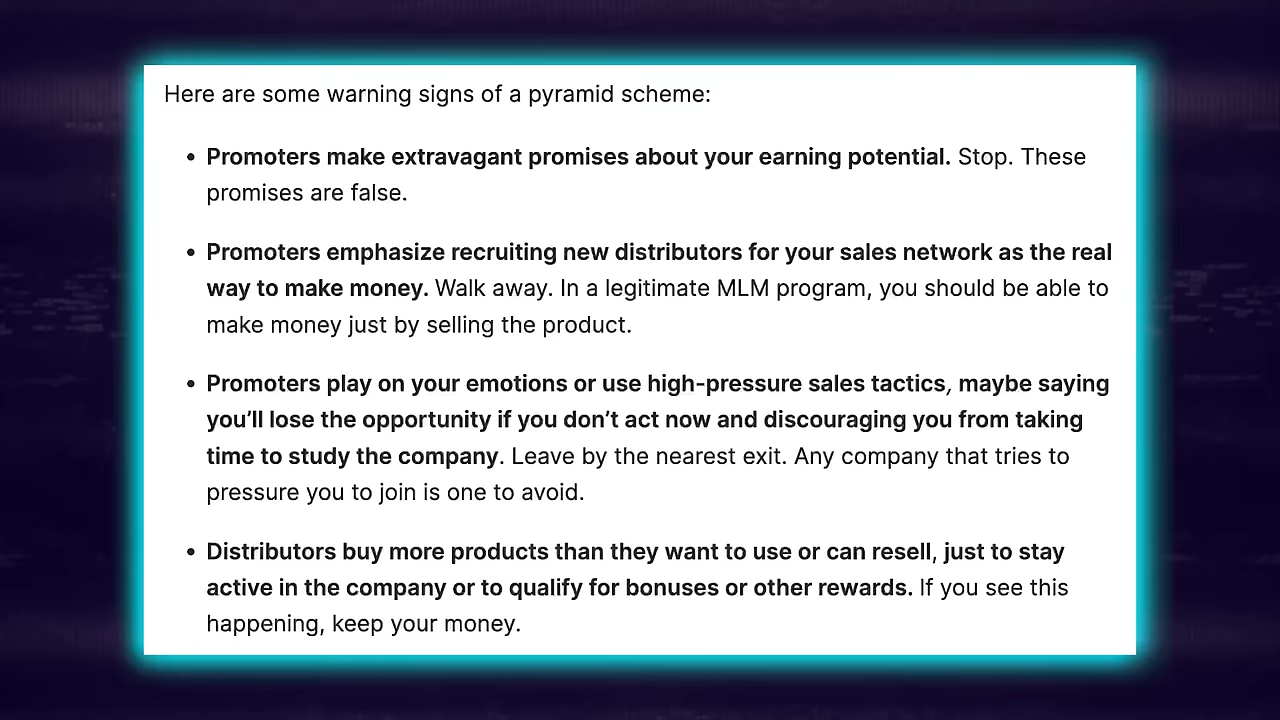 Here are some warning signs of a pyramid scheme:
• Promoters make extravagant promises about your earning potential. Stop. These
promises are false.
• Promoters emphasize recruiting new distributors for your sales network as the real
way to make money. Walk away. In a legitimate MLM program, you should be able to
make money just by selling the product.
• Promoters play on your emotions or use high-pressure sales tactics, maybe saying
you’ll lose the opportunity if you don’t act now and discouraging you from taking
time to study the company. Leave by the nearest exit. Any company that tries to
pressure you to join is one to avoid.
• Distributors buy more products than they want to use or can resell, just to stay
active in the company or to qualify for bonuses or other rewards. If you see this
happening, keep your money.